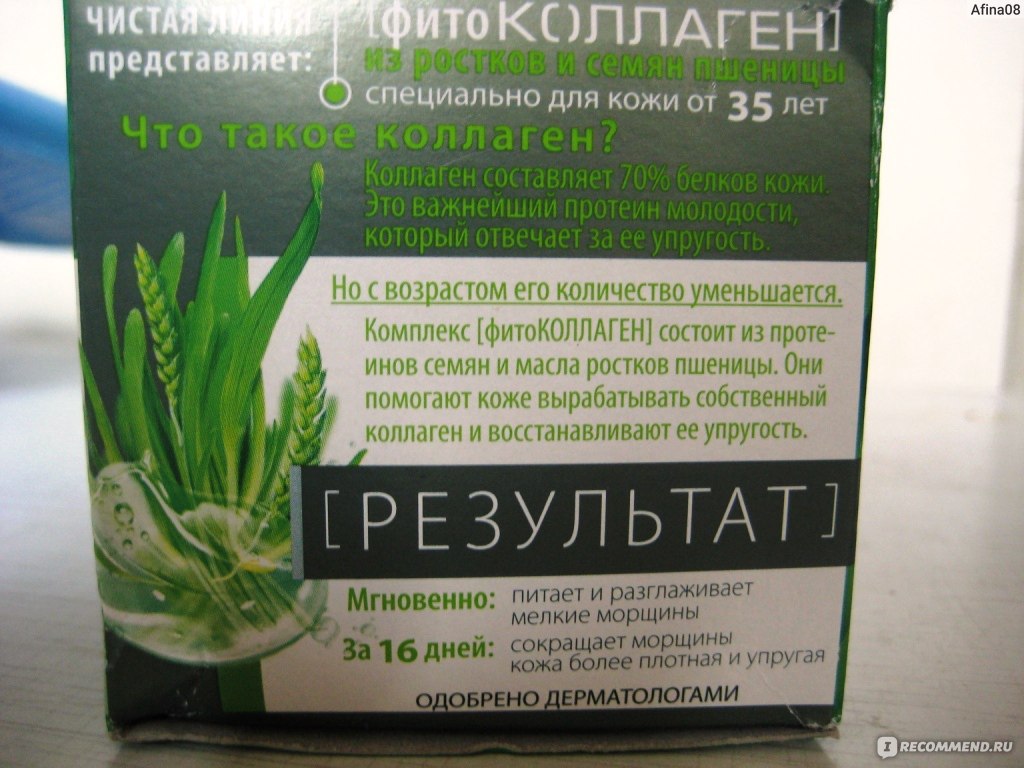 Afina08
ЧИСТАЯ ЛИНИЯ
представляет:
[фитоКОЛЛАГЕН]
из ростков и семян пшеницы
специально для кожи от 35 лет
Что такое коллаген?
Коллаген составляет 70% белков кожи.
Это важнейший протеин молодости,
который отвечает за ее упругость.
Но с возрастом его количество уменьшается.
Комплекс [фитоКОЛЛАГЕН] состоит из проте-
инов семян и масла ростков пшеницы. Они
помогают коже вырабатывать собственный
коллаген и восстанавливают ее упругость.
[РЕЗУЛЬТАТ]
Мгновенно: питает и разглаживает
мелкие морщины
За 16 дней: сокращает морщины
кожа более плотная и упругая
ОДОБРЕНО ДЕРМАТОЛОГАМИ
IRECOMMEND.RU